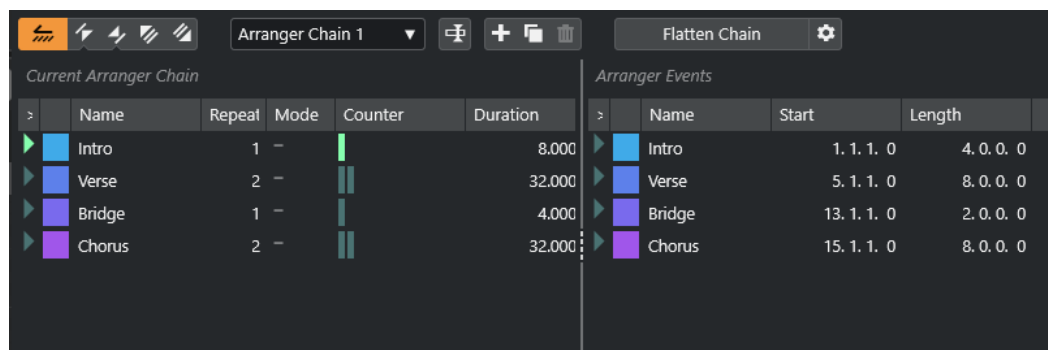 Arranger Chain 1 Flatten Chain
Current Arranger Chain Arranger Events
Name Repeat Mode Counter Duration Name Start Length
Intro 1 – 8.000 Intro 1. 1. 1. 0 4. 0. 0. 0
Verse 2 – 32.000 Verse 5. 1. 1. 0 8. 0. 0. 0
Bridge 1 – 4.000 Bridge 13. 1. 1. 0 2. 0. 0. 0
Chorus 2 – 32.000 Chorus 15. 1. 1. 0 8. 0. 0. 0